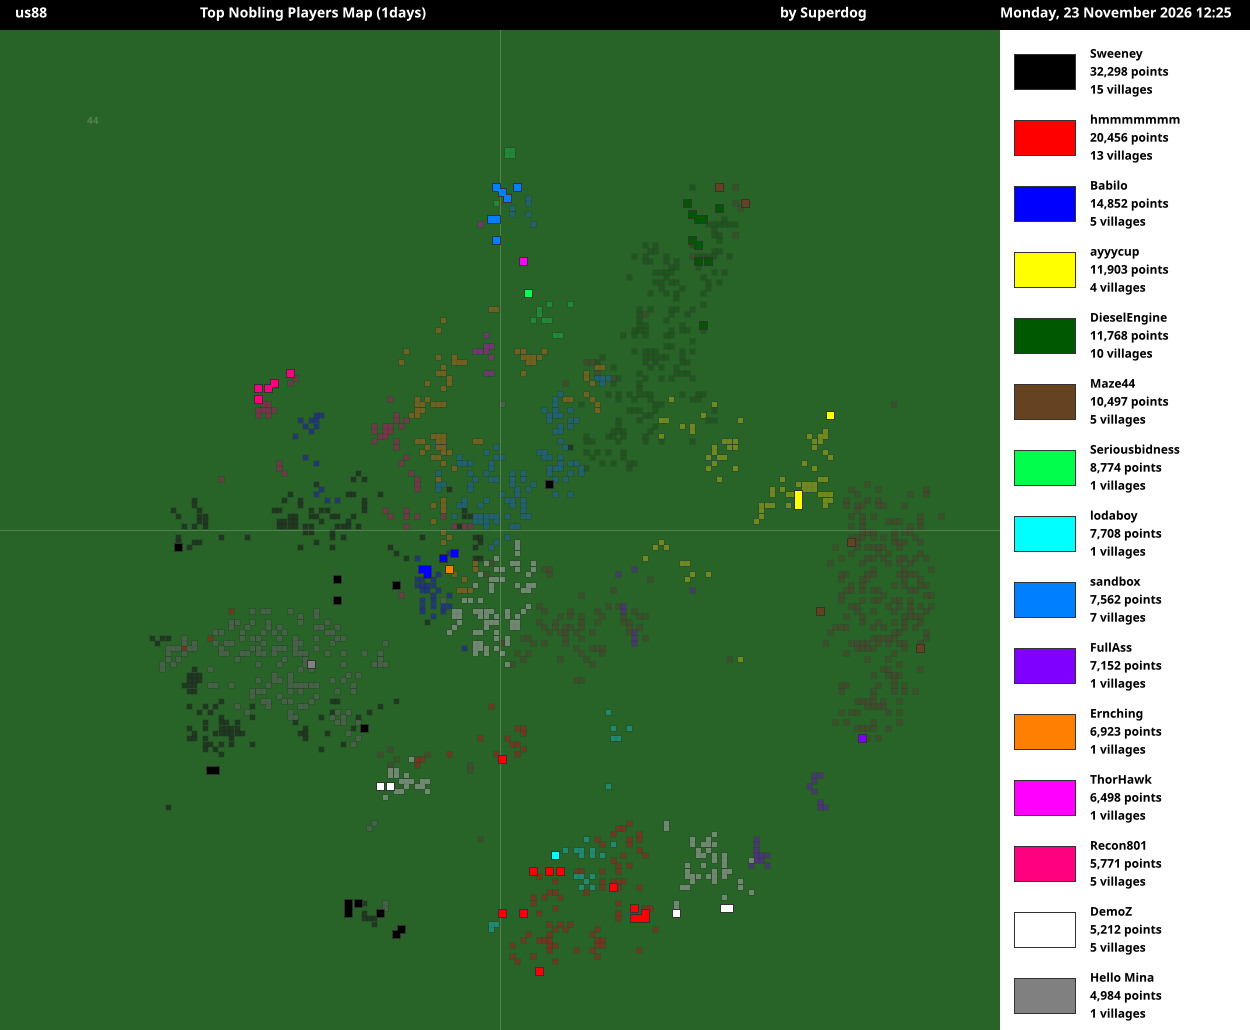 us88 Top Nobling Players Map (1days) by Superdog Monday, 23 November 2026 12:25
44
Sweeney
32,298 points
15 villages
hmmmmmmm
20,456 points
13 villages
Babilo
14,852 points
5 villages
ayyycup
11,903 points
4 villages
DieselEngine
11,768 points
10 villages
Maze44
10,497 points
5 villages
Seriousbidness
8,774 points
1 villages
lodaboy
7,708 points
1 villages
sandbox
7,562 points
7 villages
FullAss
7,152 points
1 villages
Ernching
6,923 points
1 villages
ThorHawk
6,498 points
1 villages
Recon801
5,771 points
5 villages
DemoZ
5,212 points
5 villages
Hello Mina
4,984 points
1 villages